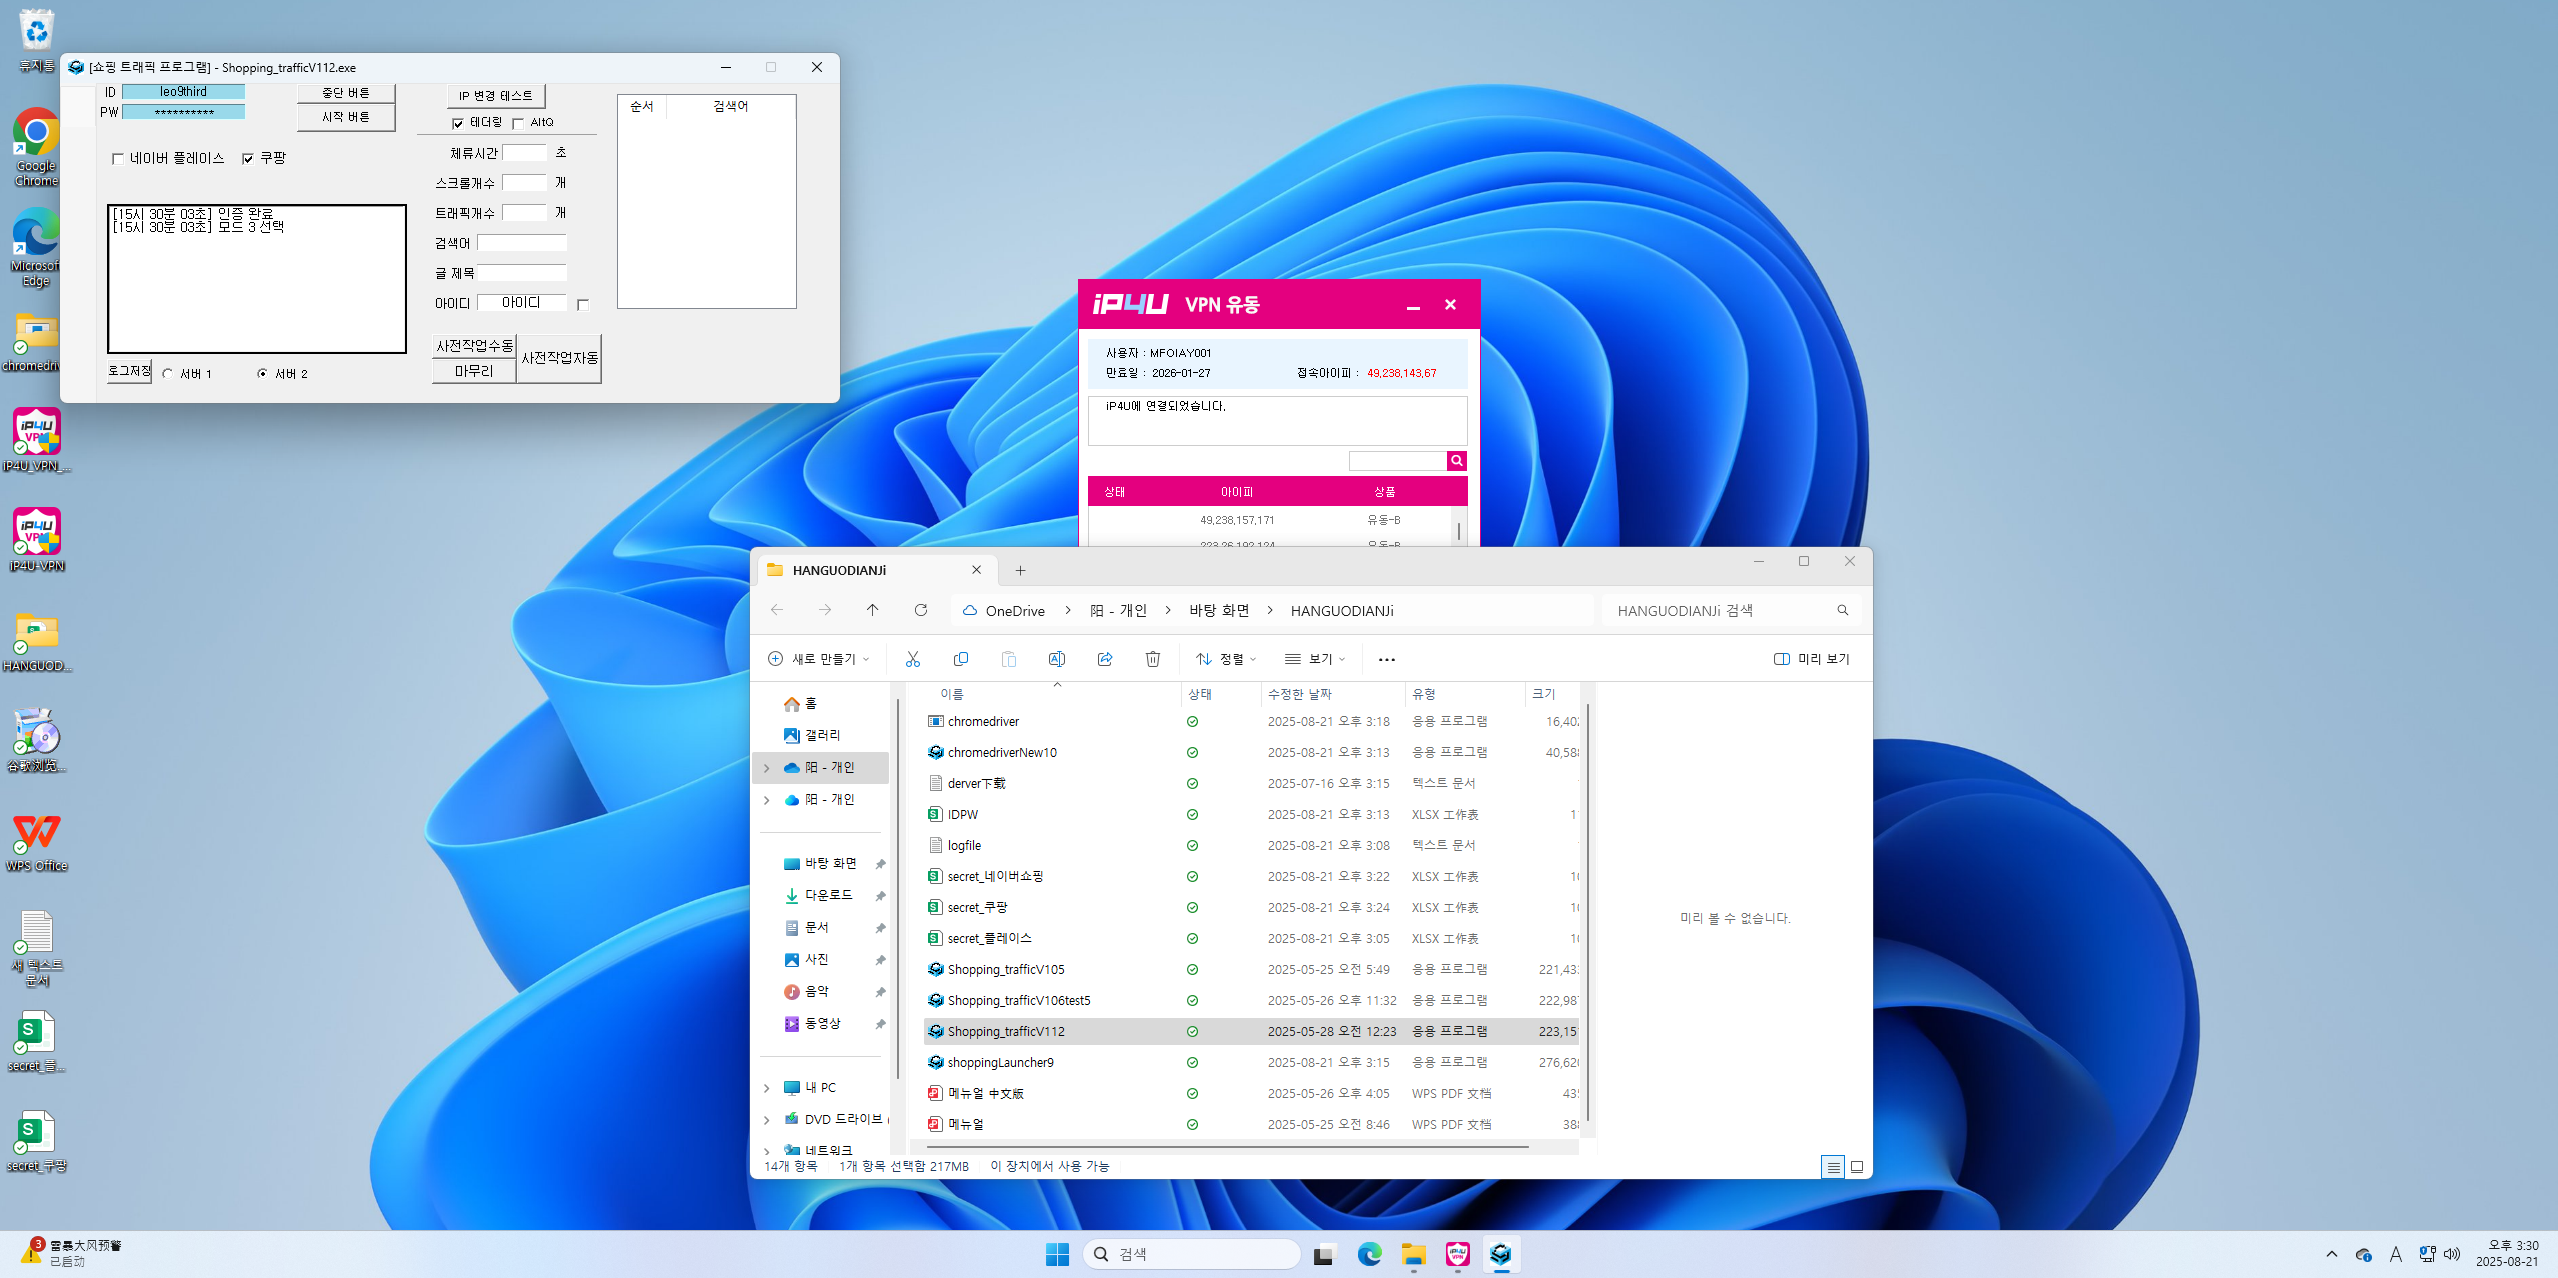 휴지통
Google Chrome
Microsoft Edge
iP4U_VPN_...
iP4U-VPN
HANGUOD...
谷歌浏览...
WPS Office
새 텍스트 문서
secret_플...
secret_쿠팡
[쇼핑 트래픽 프로그램] - Shopping_trafficV112.exe
ID leo9third
PW **********
중단 버튼
시작 버튼
IP 변경 테스트
테더링 AltQ
네이버 플레이스 쿠팡
[15시 30분 03초] 인증 완료
[15시 30분 03초] 모드 3 선택
로그저장 서버 1 서버 2
체류시간 초
스크롤개수 개
트래픽개수 개
검색어
글 제목
아이디 아이디
사전작업수동
마무리
사전작업자동
순서 검색어
iP4U VPN 유동
사용자 : MFOIAY001
만료일 : 2026-01-27 접속아이피 : 49,238,143,67
iP4U에 연결되었습니다.
상태 아이피 상품
49,238,157,171 유동-B
223,26,192,124 유동-B
HANGUODIANJi
OneDrive > 阳 - 개인 > 바탕 화면 > HANGUODIANJi
HANGUODIANJi 검색
새로 만들기 정렬 보기 ... 미리 보기
홈
갤러리
阳 - 개인
阳 - 개인
바탕 화면
다운로드
문서
사진
음악
동영상
내 PC
DVD 드라이브 (
네트워크
이름 상태 수정한 날짜 유형 크기
chromedriver 2025-08-21 오후 3:18 응용 프로그램 16,402
chromedriverNew10 2025-08-21 오후 3:13 응용 프로그램 40,588
derver下载 2025-07-16 오후 3:15 텍스트 문서
IDPW 2025-08-21 오후 3:13 XLSX 工作表
logfile 2025-08-21 오후 3:08 텍스트 문서
secret_네이버쇼핑 2025-08-21 오후 3:22 XLSX 工作表
secret_쿠팡 2025-08-21 오후 3:24 XLSX 工作表
secret_플레이스 2025-08-21 오후 3:05 XLSX 工作表
Shopping_trafficV105 2025-05-25 오전 5:49 응용 프로그램
Shopping_trafficV106test5 2025-05-26 오후 11:32 응용 프로그램
Shopping_trafficV112 2025-05-28 오전 12:23 응용 프로그램
shoppingLauncher9 2025-08-21 오후 3:15 응용 프로그램
메뉴얼 中文版 2025-05-26 오후 4:05 WPS PDF 文档
메뉴얼 2025-05-25 오전 8:46 WPS PDF 文档
미리 볼 수 없습니다.
14개 항목 1개 항목 선택함 217MB 이 장치에서 사용 가능
3
雷暴大风预警
已启动
검색
A
오후 3:30
2025-08-21